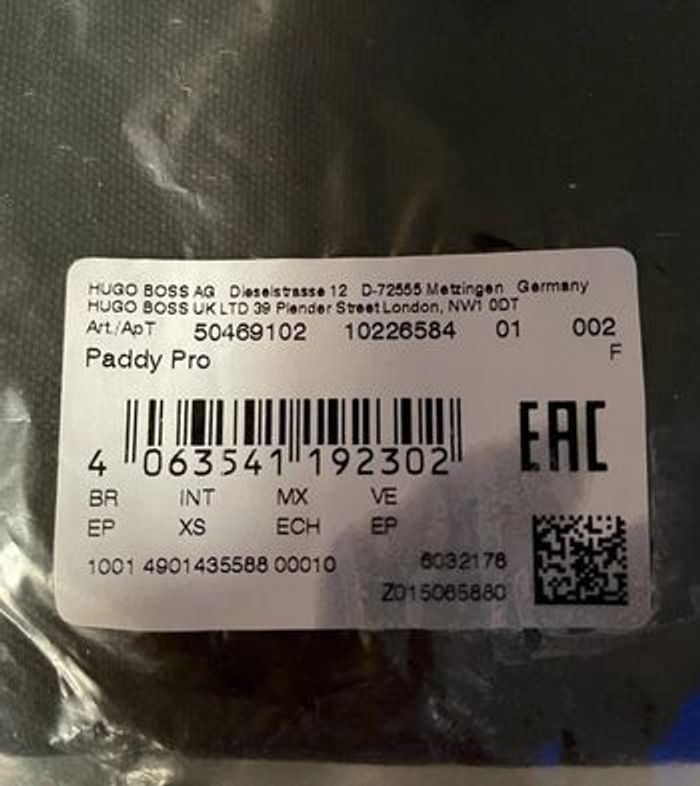 HUGO BOSS AG Dieselstrasse 12 D-72555 Metzingen Germany
HUGO BOSS UK LTD 39 Plender Street London, NW1 0DT
Art./АрТ 50469102 10226584 01 002
Paddy Pro F
4 063541 192302 EAC
BR INT MX VE
EP XS ECH EP
1001 4901435588 00010 6032176
Z015065880